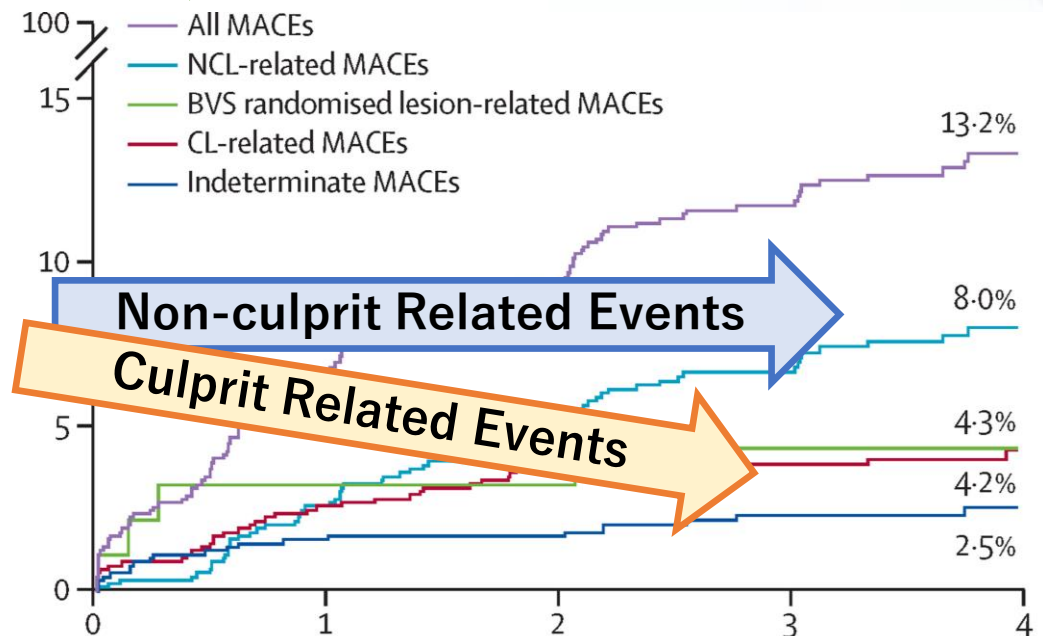 100
All MACEs
NCL-related MACEs
15
BVS randomised lesion-related MACEs
CL-related MACEs
13·2%
Indeterminate MACEs
10
Non-culprit Related Events
8·0%
Culprit Related Events
5
4·3%
4·2%
2·5%
0
0 1 2 3 4